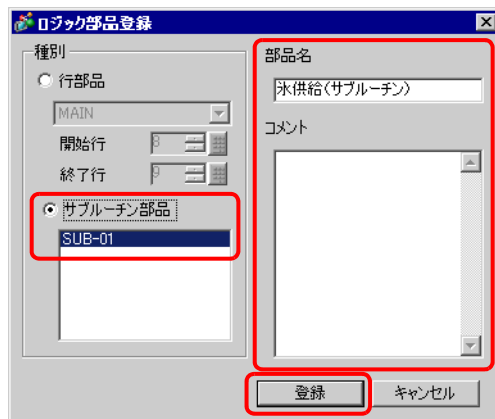 ロジック部品登録
種別
行部品
MAIN
開始行 8
終了行 9
サブルーチン部品
SUB-01
部品名
氷供給(サブルーチン)
コメント
登録
キャンセル